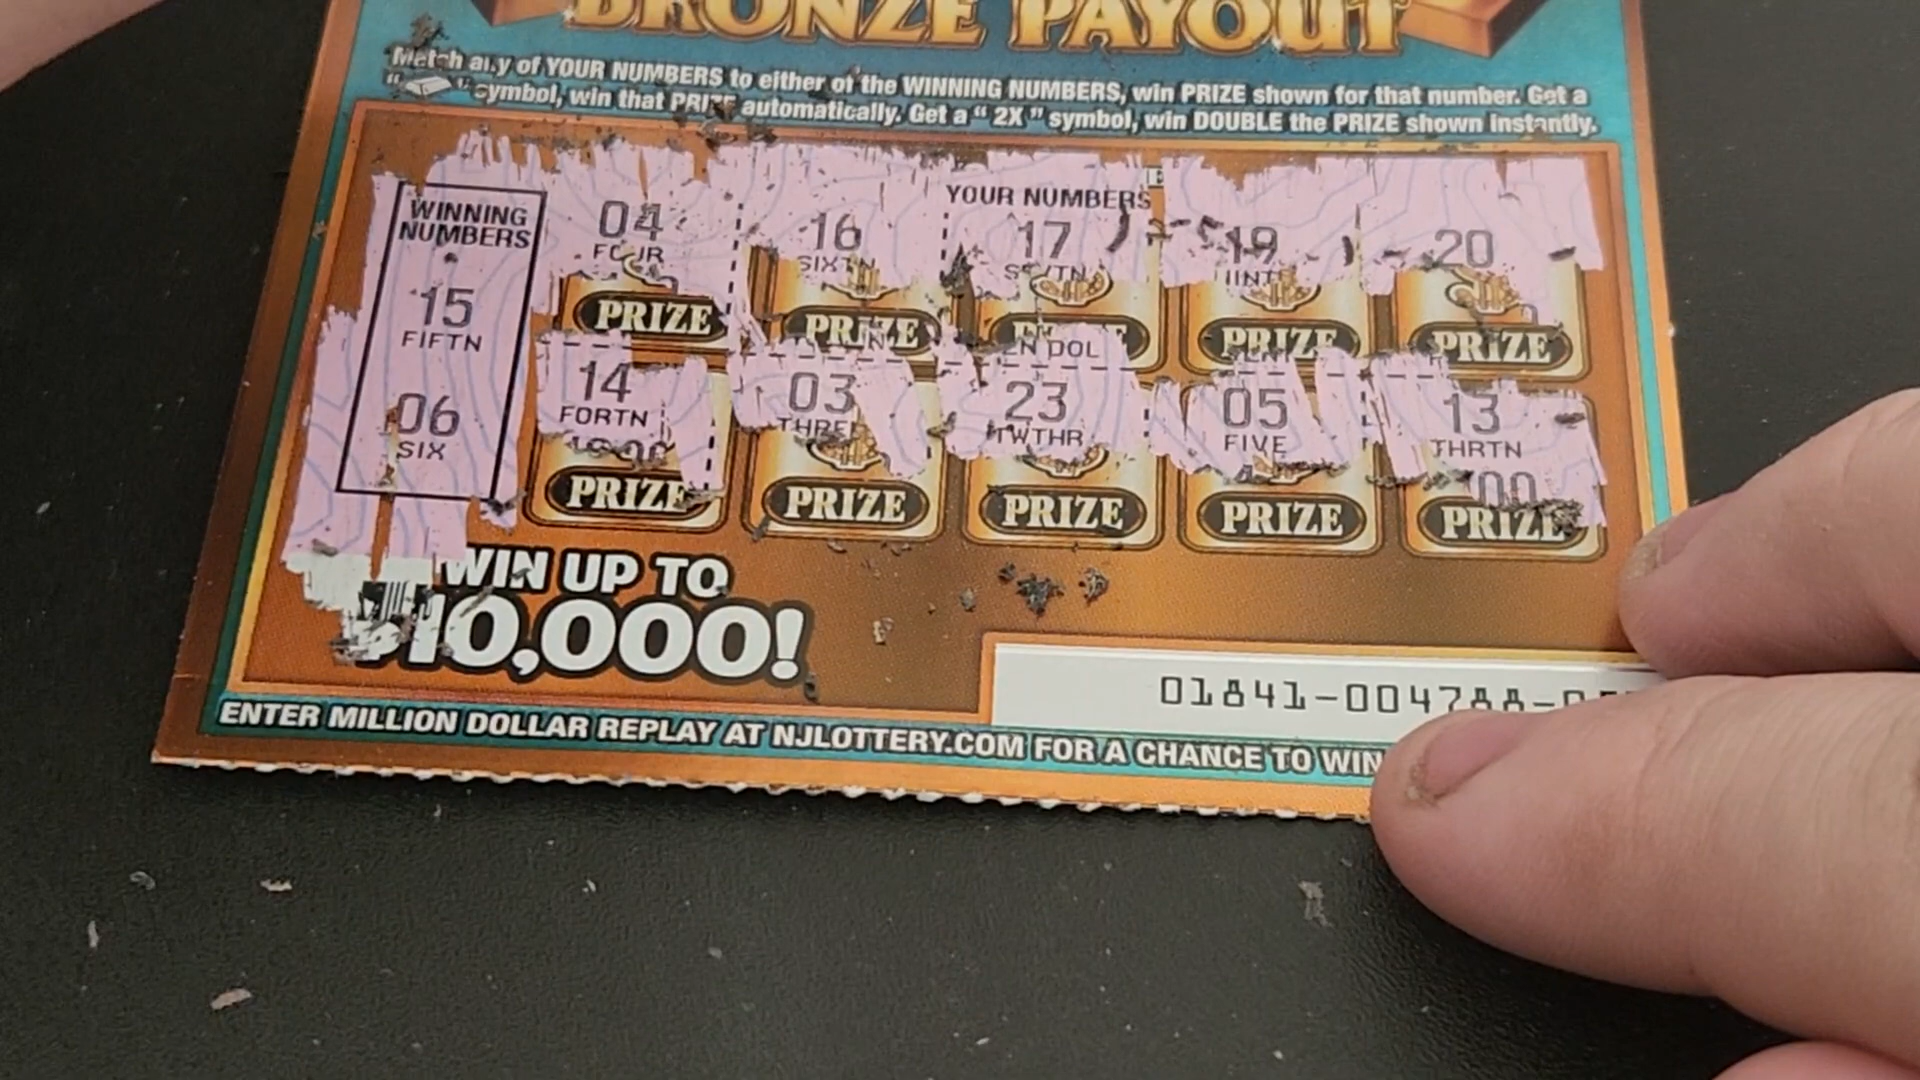 BRONZE PAYOUT
Match any of YOUR NUMBERS to either of the WINNING NUMBERS, win PRIZE shown for that number. Get a
" " symbol, win that PRIZE automatically. Get a " 2X " symbol, win DOUBLE the PRIZE shown instantly.
WINNING
NUMBERS
15
FIFTN
06
SIX
YOUR NUMBERS
04 16 17 19 20
FOUR SIXTN
PRIZE PRIZE PRIZE PRIZE
14 03 23 05 13
FORTN THREE TWTHR FIVE THRTN
PRIZE PRIZE PRIZE PRIZE PRIZE
WIN UP TO
$10,000!
01841-004788-
ENTER MILLION DOLLAR REPLAY AT NJLOTTERY.COM FOR A CHANCE TO WIN